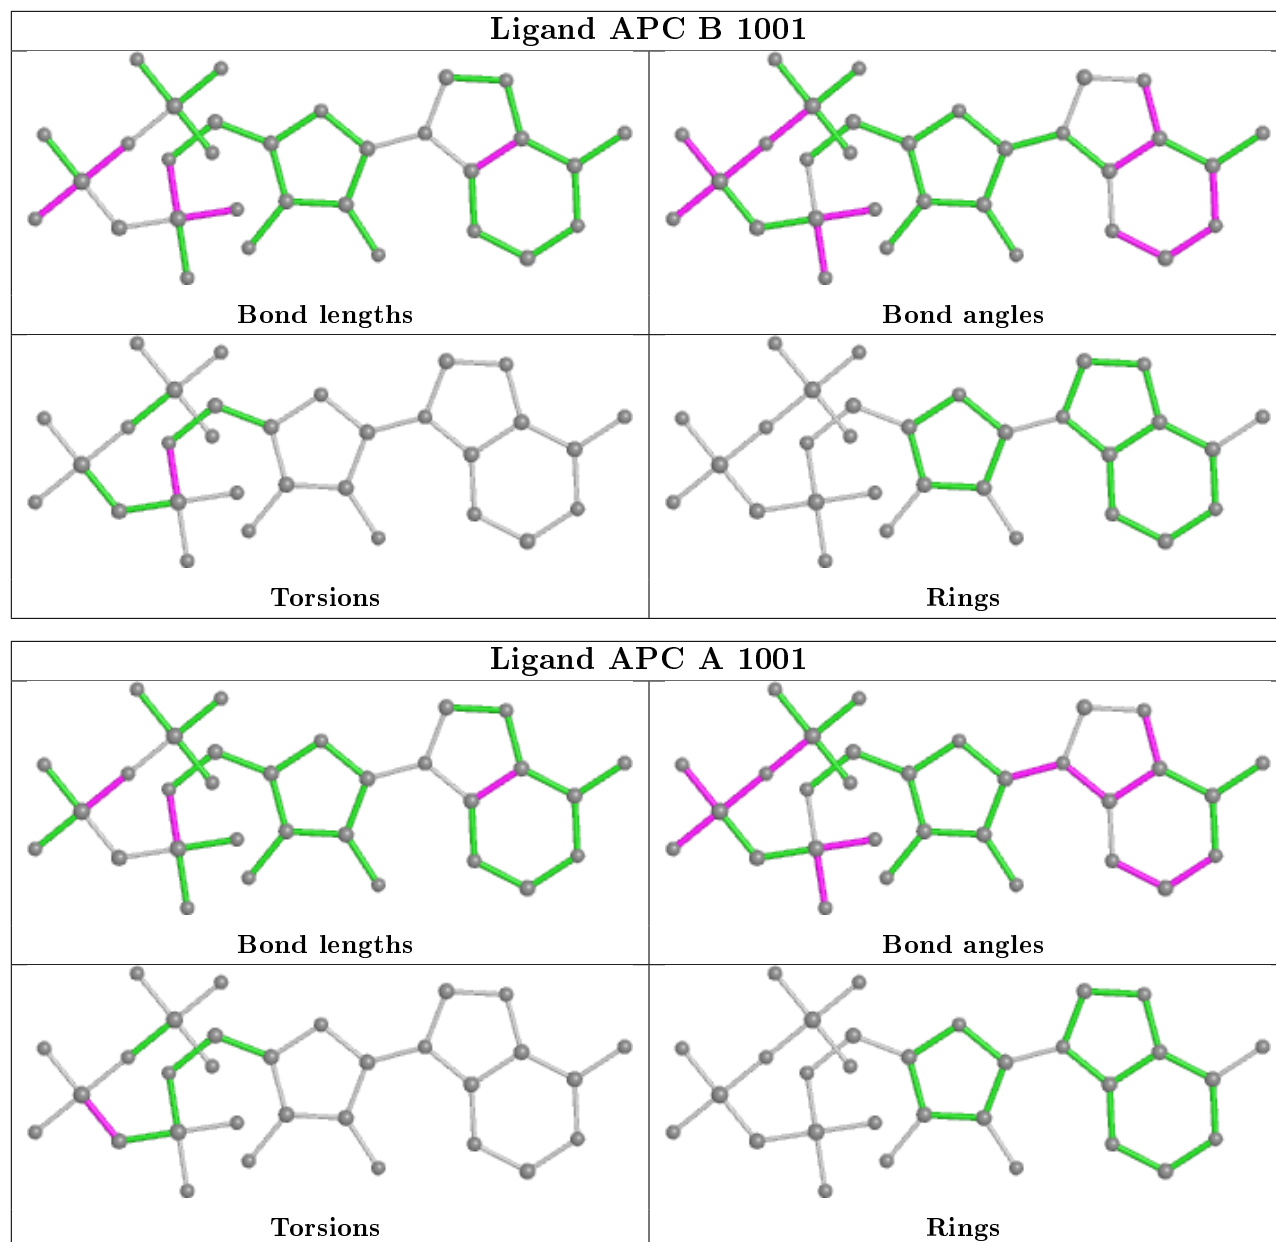 Ligand APC B 1001
Bond lengths
Bond angles
Torsions
Rings
Ligand APC A 1001
Bond lengths
Bond angles
Torsions
Rings